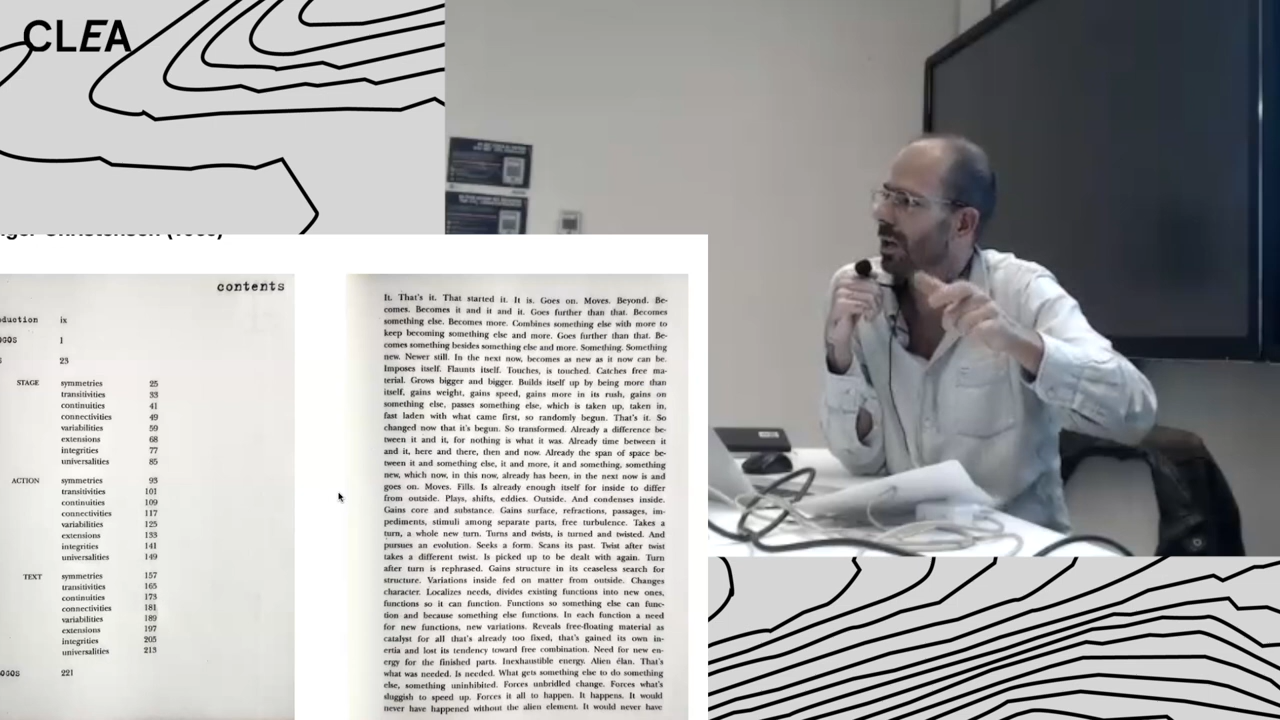 CLEA
contents
ix
1
23
STAGE symmetries 25
transitivities 33
continuities 41
connectivities 49
variabilities 59
extensions 68
integrities 77
universalities 85
ACTION symmetries 93
transitivities 101
continuities 109
connectivities 117
variabilities 125
extensions 133
integrities 141
universalities 149
TEXT symmetries 157
transitivities 165
continuities 173
connectivities 181
variabilities 189
extensions 197
integrities 205
universalities 213
221
It. That's it. That started it. It is. Goes on. Moves. Beyond. Be-
comes. Becomes it and it and it. Goes further than that. Becomes
something else. Becomes more. Combines something else with more to
keep becoming something else and more. Goes further than that. Be-
comes something besides something else and more. Something. Something
new. Newer still. In the next now, becomes as new as it now can be.
Imposes itself. Flaunts itself. Touches, is touched. Catches free ma-
terial. Grows bigger and bigger. Builds itself up by being more than
itself, gains weight, gains speed, gains more in its rush, gains on
something else, passes something else, which is taken up, taken in,
fast laden with what came first, so randomly begun. That's it. So
changed now that it's begun. So transformed. Already a difference be-
tween it and it, for nothing is what it was. Already time between it
and it, here and there, then and now. Already the span of space be-
tween it and something else, it and more, it and something, something
new, which now, in this now, already has been, in the next now is and
goes on. Moves. Fills. Is already enough itself for inside to differ
from outside. Plays, shifts, eddies. Outside. And condenses inside.
Gains core and substance. Gains surface, refractions, passages, im-
pediments, stimuli among separate parts, free turbulence. Takes a
turn, a whole new turn. Turns and twists, is turned and twisted. And
pursues an evolution. Seeks a form. Scans its past. Twist after twist
takes a different twist. Is picked up to be dealt with again. Turn
after turn is rephrased. Gains structure in its ceaseless search for
structure. Variations inside fed on matter from outside. Changes
character. Localizes needs, divides existing functions into new ones,
functions so it can function. Functions so something else can func-
tion and because something else functions. In each function a need
for new functions, new variations. Reveals free-floating material as
catalyst for all that's already too fixed, that's gained its own in-
ertia and lost its tendency toward free combination. Need for new en-
ergy for the finished parts. Inexhaustible energy. Alien élan. That's
what was needed. Is needed. What gets something else to do something
else, something uninhibited. Forces unbridled change. Forces what's
sluggish to speed up. Forces it all to happen. It happens. It would
never have happened without the alien element. It would never have